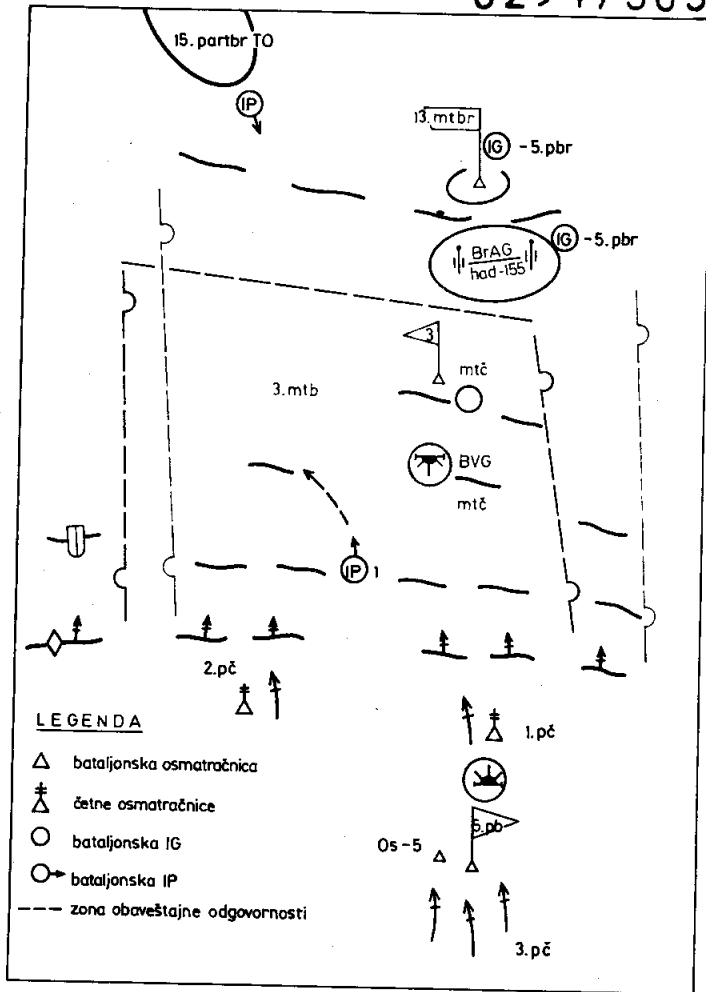 15. partbr TO
IP
13. mtbr
IG - 5. pbr
IG - 5. pbr
BrAG
had-155
3
mtč
3. mtb
BVG
mtč
IP 1
2. pč
LEGENDA
bataljonska osmatračnica
četne osmatračnice
bataljonska IG
bataljonska IP
zona obaveštajne odgovornosti
1. pč
5. pb
Os-5
3. pč